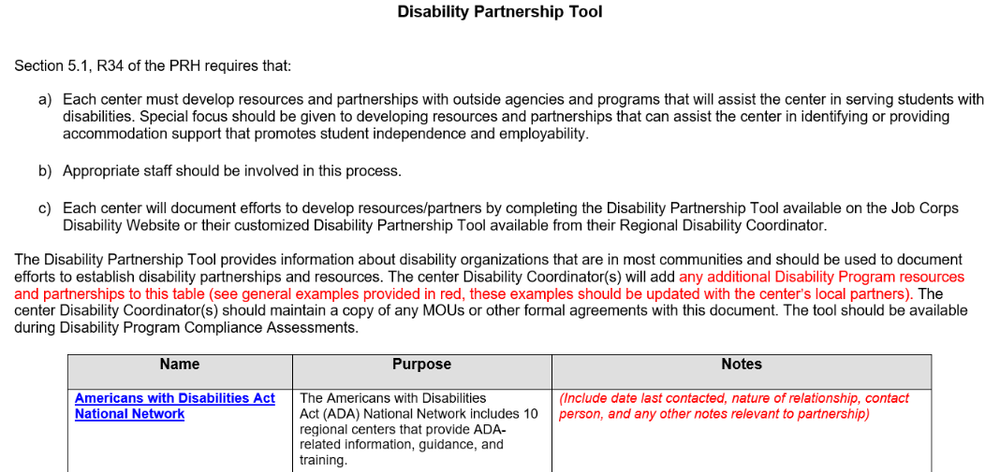 Disability Partnership Tool
Section 5.1, R34 of the PRH requires that:
a) Each center must develop resources and partnerships with outside agencies and programs that will assist the center in serving students with
disabilities. Special focus should be given to developing resources and partnerships that can assist the center in identifying or providing
accommodation support that promotes student independence and employability.
b) Appropriate staff should be involved in this process.
c) Each center will document efforts to develop resources/partners by completing the Disability Partnership Tool available on the Job Corps
Disability Website or their customized Disability Partnership Tool available from their Regional Disability Coordinator.
The Disability Partnership Tool provides information about disability organizations that are in most communities and should be used to document
efforts to establish disability partnerships and resources. The center Disability Coordinator(s) will add any additional Disability Program resources
and partnerships to this table (see general examples provided in red, these examples should be updated with the center's local partners). The
center Disability Coordinator(s) should maintain a copy of any MOUs or other formal agreements with this document. The tool should be available
during Disability Program Compliance Assessments.
Name
Purpose
Notes
Americans with Disabilities Act
National Network
The Americans with Disabilities
Act (ADA) National Network includes 10
regional centers that provide ADA-
related information, guidance, and
training.
(Include date last contacted, nature of relationship, contact
person, and any other notes relevant to partnership)